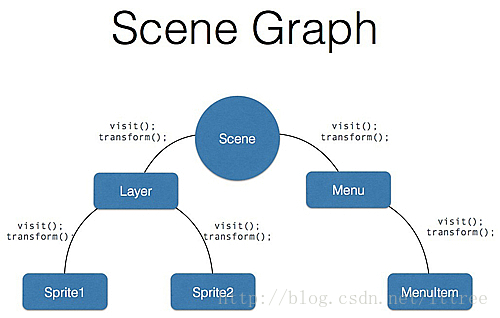 Scene Graph
visit();
transform();
visit();
transform();
Scene
Layer
Menu
visit();
transform();
visit();
transform();
visit();
transform();
Sprite1
Sprite2
MenuItem
http://blog.csdn.net/lttree